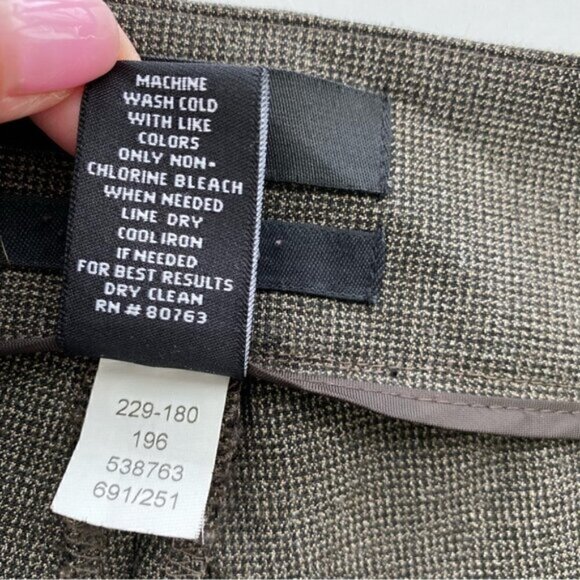 MACHINE
WASH COLD
WITH LIKE
COLORS
ONLY NON-
CHLORINE BLEACH
WHEN NEEDED
LINE DRY
COOL IRON
IF NEEDED
FOR BEST RESULTS
DRY CLEAN
RN # 80763
229-180
196
538763
691/251